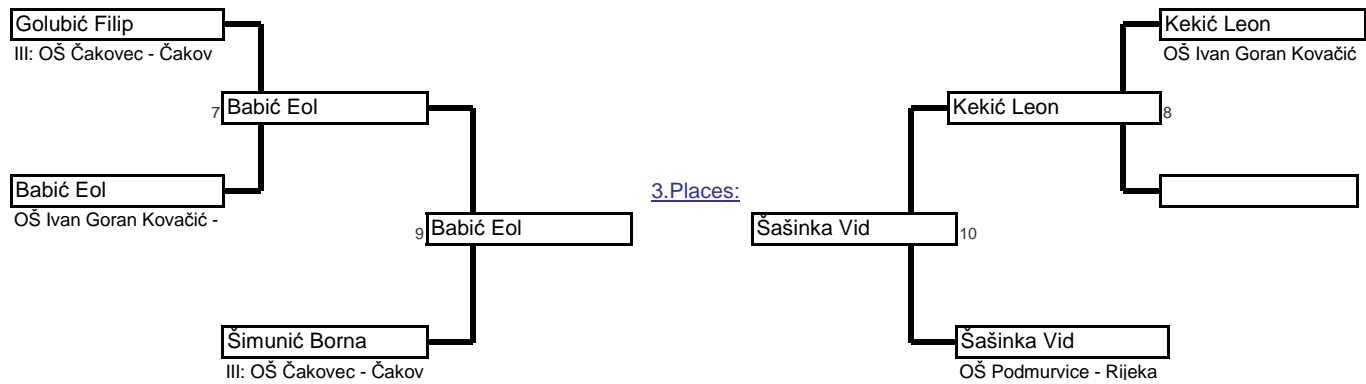 Golubić Filip
III: OŠ Čakovec - Čakov
Kekić Leon
OŠ Ivan Goran Kovačić
7
Babić Eol
Kekić Leon
8
Babić Eol
OŠ Ivan Goran Kovačić -
3.Places:
9
Babić Eol
Šašinka Vid
10
Šimunić Borna
III: OŠ Čakovec - Čakov
Šašinka Vid
OŠ Podmurvice - Rijeka